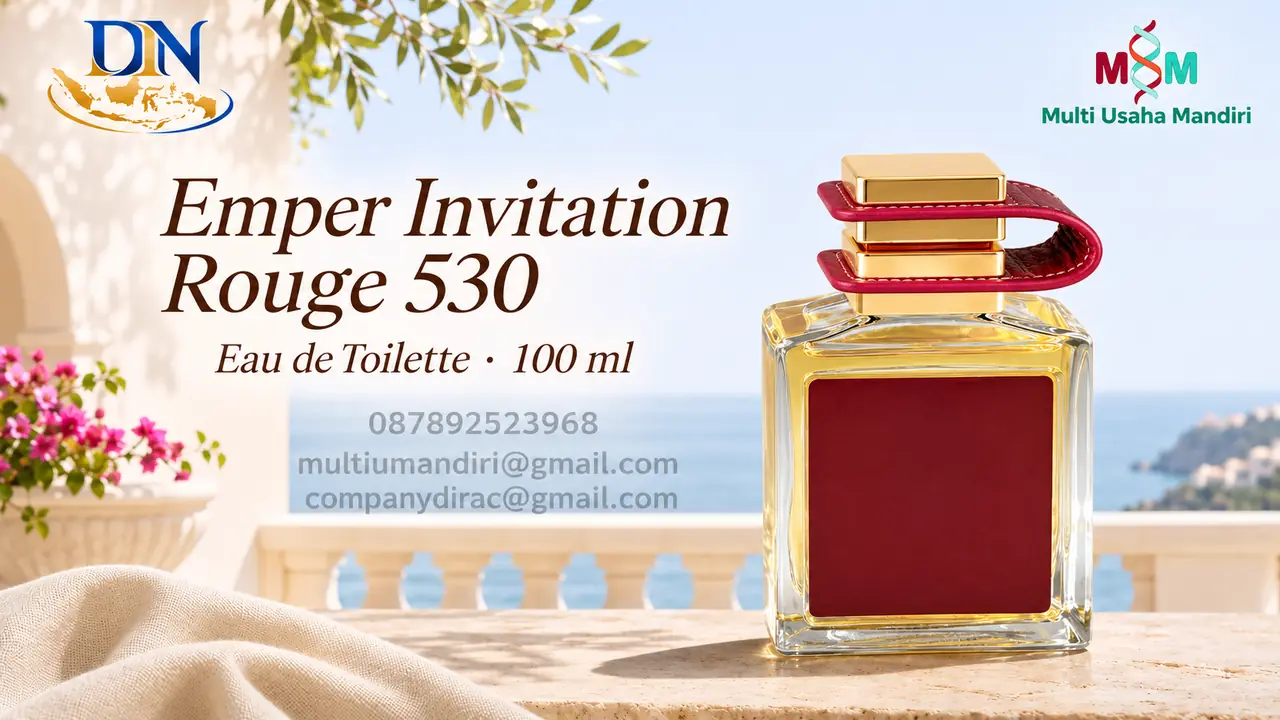 DN
MUM
Multi Usaha Mandiri
Emper Invitation
Rouge 530
Eau de Toilette · 100 ml
087892523968
multiumandiri@gmail.com
companydirac@gmail.com